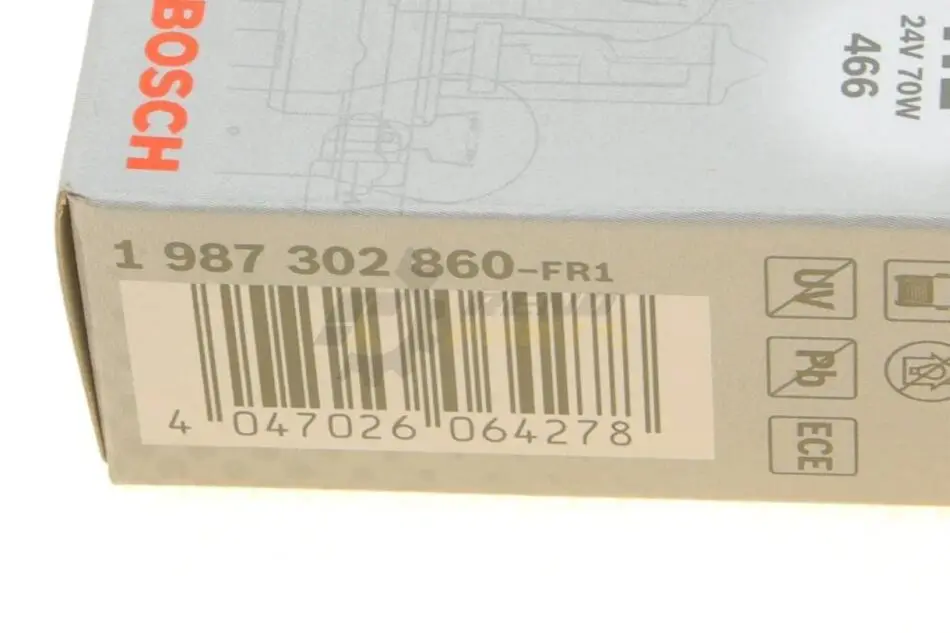 BOSCH
24V 70W
466
1 987 302 860-FR1
4 047026 064278
UV
Pb
ECE